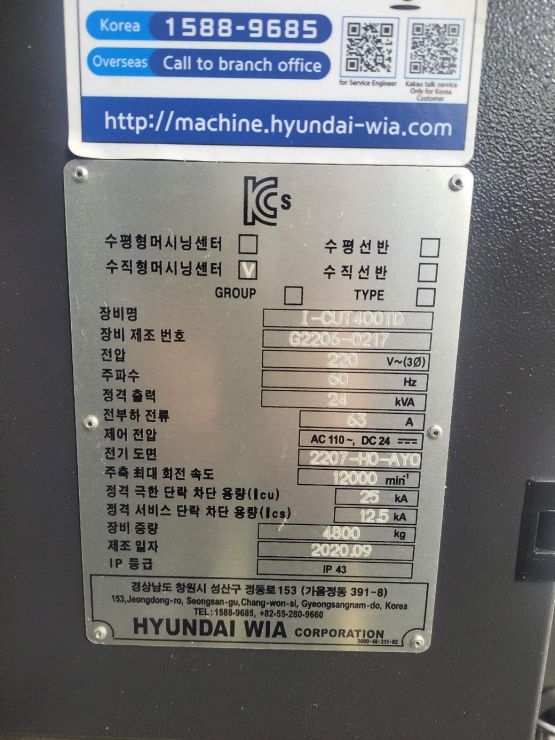 Korea 1588-9685
Overseas Call to branch office
for Service Engineer
Kakao talk service
Only for Korea
Customer
http://machine.hyundai-wia.com
KCs
수평형머시닝센터 수평선반
수직형머시닝센터 V 수직선반
GROUP TYPE
장비명 I-CUT400TD
장비 제조 번호 G2206-0217
전압 220 V~(3Ø)
주파수 60 Hz
정격 출력 24 kVA
전부하 전류 63 A
제어 전압 AC 110~, DC 24
전기 도면 2207-H0-AY0
주축 최대 회전 속도 12000 min⁻¹
정격 극한 단락 차단 용량(Icu) 25 kA
정격 서비스 단락 차단 용량(Ics) 12.5 kA
장비 중량 4800 kg
제조 일자 2020.09
IP 등급 IP 43
경상남도 창원시 성산구 정동로 153 (가음정동 391-8)
153,Jeongdong-ro, Seongsan-gu,Chang-won-si, Gyeongsangnam-do, Korea
TEL : 1588-9685, +82-55-280-9660
HYUNDAI WIA CORPORATION
3000-48-311-02